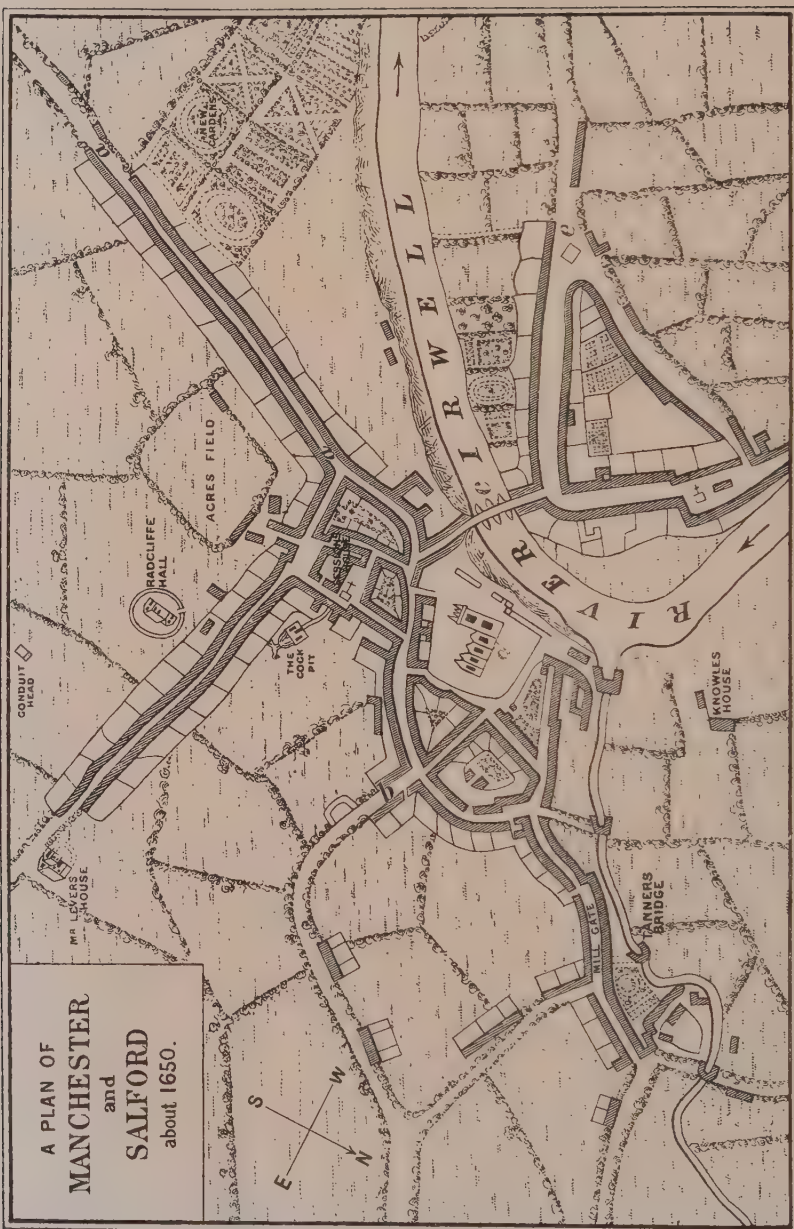 A PLAN OF
MANCHESTER
and
SALFORD
about 1650.
S
E
W
N
MR LEVERS
HOUSE
CONDUIT
HEAD
RADCLIFFE
HALL
ACRES FIELD
NEW
GARDENS
THE
COCK
PIT
SESSIONS
a
a
b
c
RIVER
IRWELL
MILL GATE
TANNERS
BRIDGE
KNOWLES
HOUSE